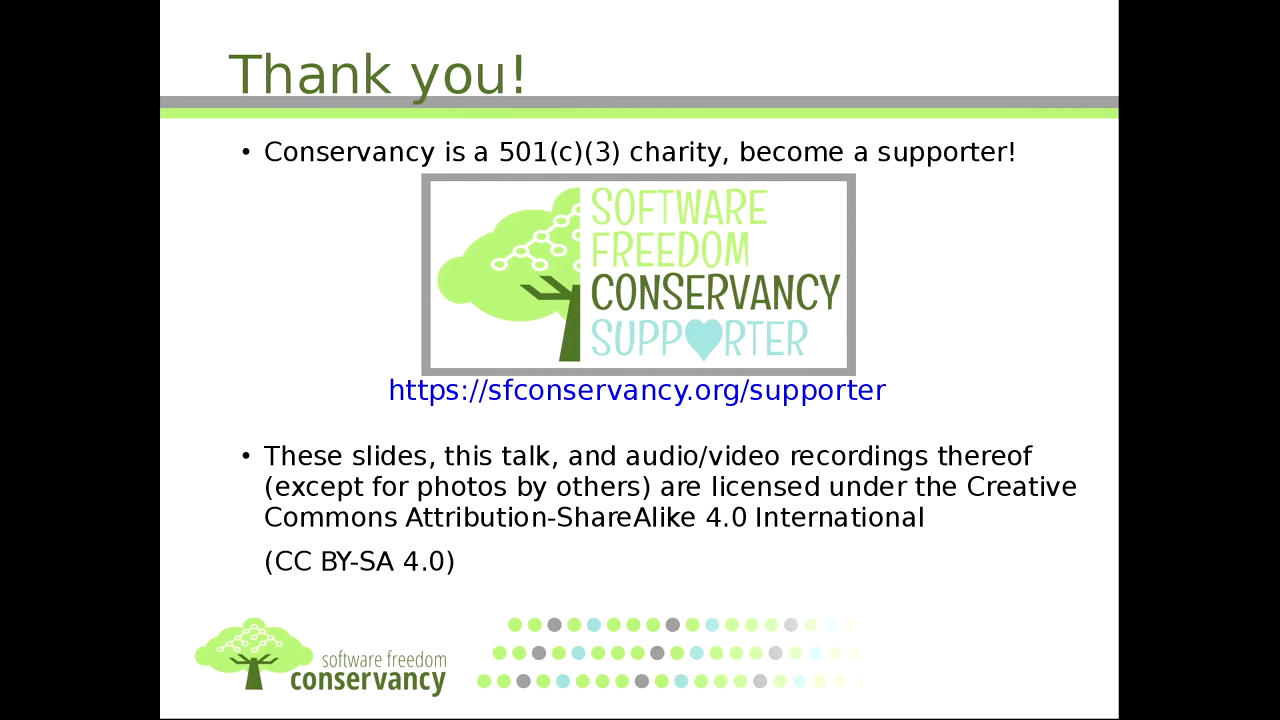 Thank you!
• Conservancy is a 501(c)(3) charity, become a supporter!
SOFTWARE
FREEDOM
CONSERVANCY
SUPP♥RTER
https://sfconservancy.org/supporter
• These slides, this talk, and audio/video recordings thereof
(except for photos by others) are licensed under the Creative
Commons Attribution-ShareAlike 4.0 International
(CC BY-SA 4.0)
software freedom
conservancy